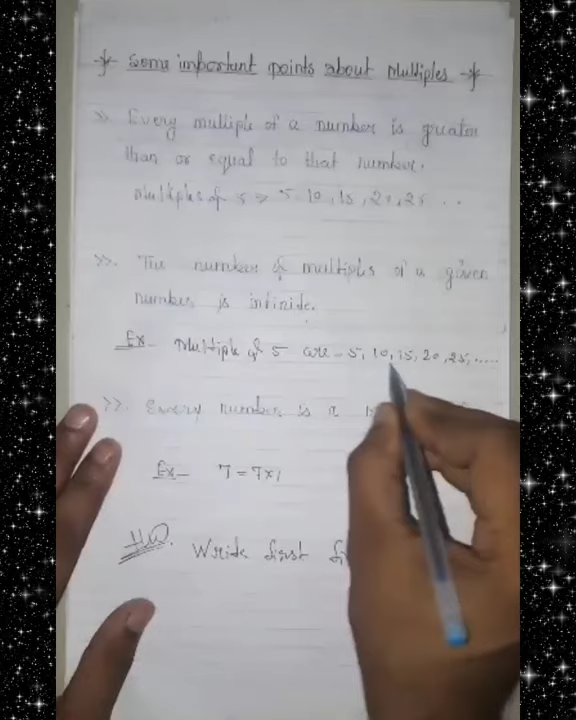 * Some important points about Multiples *
>> Every multiple of a number is greater
than or equal to that number.
Multiples of 5 => 5, 10, 15, 20, 25 ..
>>. The number of multiples of a given
number is infinide.
Ex- Multiple of 5 are - 5, 10, 15, 20, 25, .....
>>. Every number is a
Ex- 7 = 7x1
H.W. Write first